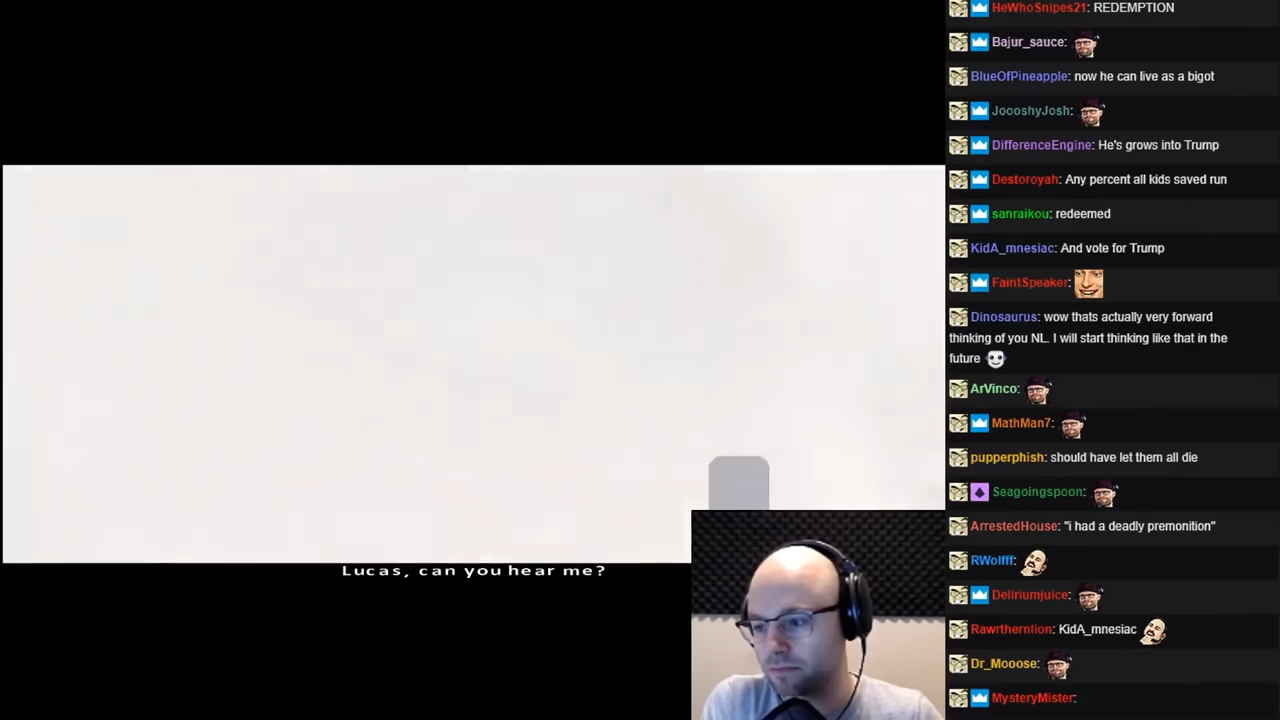 HeWhoSnipes21: REDEMPTION
Bajur_sauce:
BlueOfPineapple: now he can live as a bigot
JoooshyJosh:
DifferenceEngine: He's grows into Trump
Destoroyah: Any percent all kids saved run
sanraikou: redeemed
KidA_mnesiac: And vote for Trump
FaintSpeaker:
Dinosaurus: wow thats actually very forward
thinking of you NL. I will start thinking like that in the
future
ArVinco:
MathMan7:
pupperphish: should have let them all die
Seagoingspoon:
ArrestedHouse: "i had a deadly premonition"
RWolfff:
Deliriumjuice:
Rawrthernlion: KidA_mnesiac
Dr_Mooose:
MysteryMister:
Lucas, can you hear me?